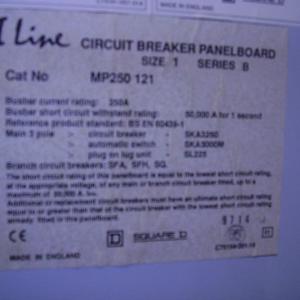 MADE IN ENGLAND
I Line CIRCUIT BREAKER PANELBOARD
SIZE 1 SERIES B
Cat No MP250 121
Busbar current rating: 250A
Busbar short circuit withstand rating: 50,000 A for 1 second
Reference product standard: BS EN 60439-1
Main 3 pole > circuit breaker - SKA3250
automatic switch - SKA3000M
plug on lug unit - SL225
Branch circuit breakers: SFA, SFH, SG.
The short circuit rating of this panelboard is equal to the lowest short circuit rating,
at the appropriate voltage, of any main or branch circuit breaker fitted, up to a
maximum of A.
Additional or replacement circuit breakers must have an ultimate short circuit rating
equal to or greater than that of the circuit breaker with the lowest short circuit rating
already fitted to this panelboard.
9714
CE D SQUARE D
MADE IN ENGLAND